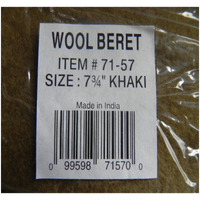 WOOL BERET
ITEM # 71-57
SIZE : 7¾" KHAKI
Made in India
0 99598 71570 0